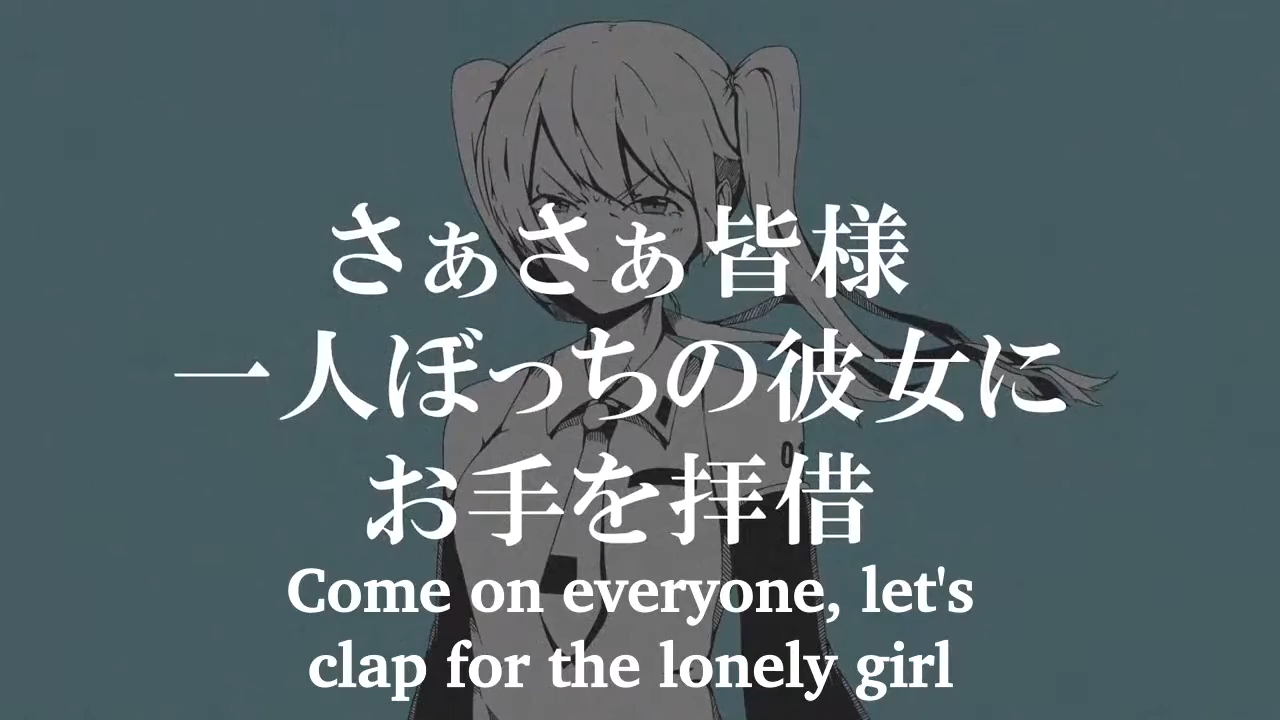 さぁさぁ皆様
一人ぼっちの彼女に
お手を拝借
01
Come on everyone, let's
clap for the lonely girl